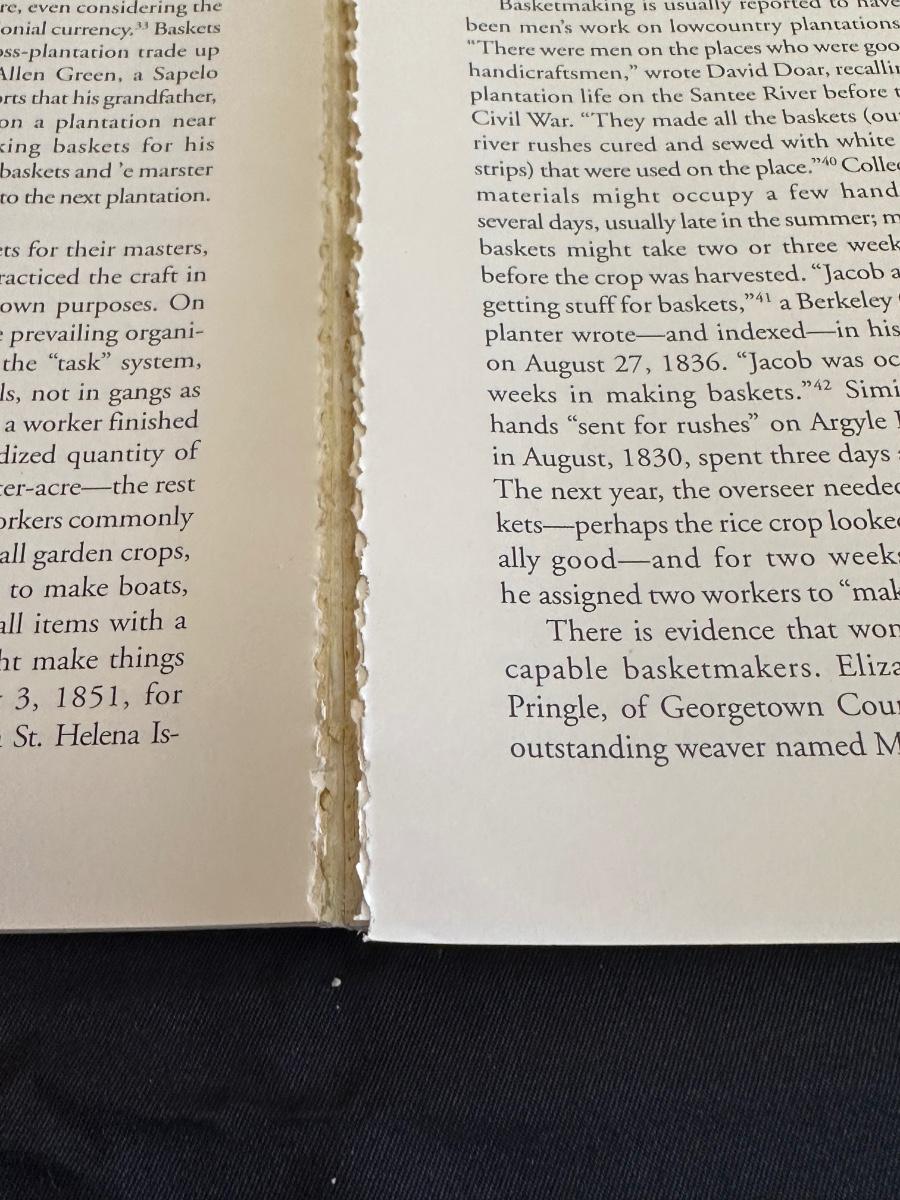 re, even considering the
onial currency.³³ Baskets
oss-plantation trade up
Allen Green, a Sapelo
orts that his grandfather,
on a plantation near
king baskets for his
baskets and 'e marster
to the next plantation.
ets for their masters,
racticed the craft in
own purposes. On
e prevailing organi-
the “task” system,
ls, not in gangs as
a worker finished
dized quantity of
ter-acre—the rest
orkers commonly
all garden crops,
to make boats,
all items with a
ht make things
3, 1851, for
St. Helena Is-
Basketmaking is usually reported to have
been men's work on lowcountry plantations
“There were men on the places who were goo
handicraftsmen,” wrote David Doar, recallin
plantation life on the Santee River before t
Civil War. “They made all the baskets (ou
river rushes cured and sewed with white
strips) that were used on the place.”⁴⁰ Collec
materials might occupy a few hand
several days, usually late in the summer; m
baskets might take two or three week
before the crop was harvested. “Jacob a
getting stuff for baskets,”⁴¹ a Berkeley
planter wrote—and indexed—in his
on August 27, 1836. “Jacob was oc
weeks in making baskets.”⁴² Simi
hands “sent for rushes” on Argyle I
in August, 1830, spent three days
The next year, the overseer needed
kets—perhaps the rice crop looked
ally good—and for two weeks
he assigned two workers to “mak
There is evidence that wom
capable basketmakers. Eliza
Pringle, of Georgetown Coun
outstanding weaver named M